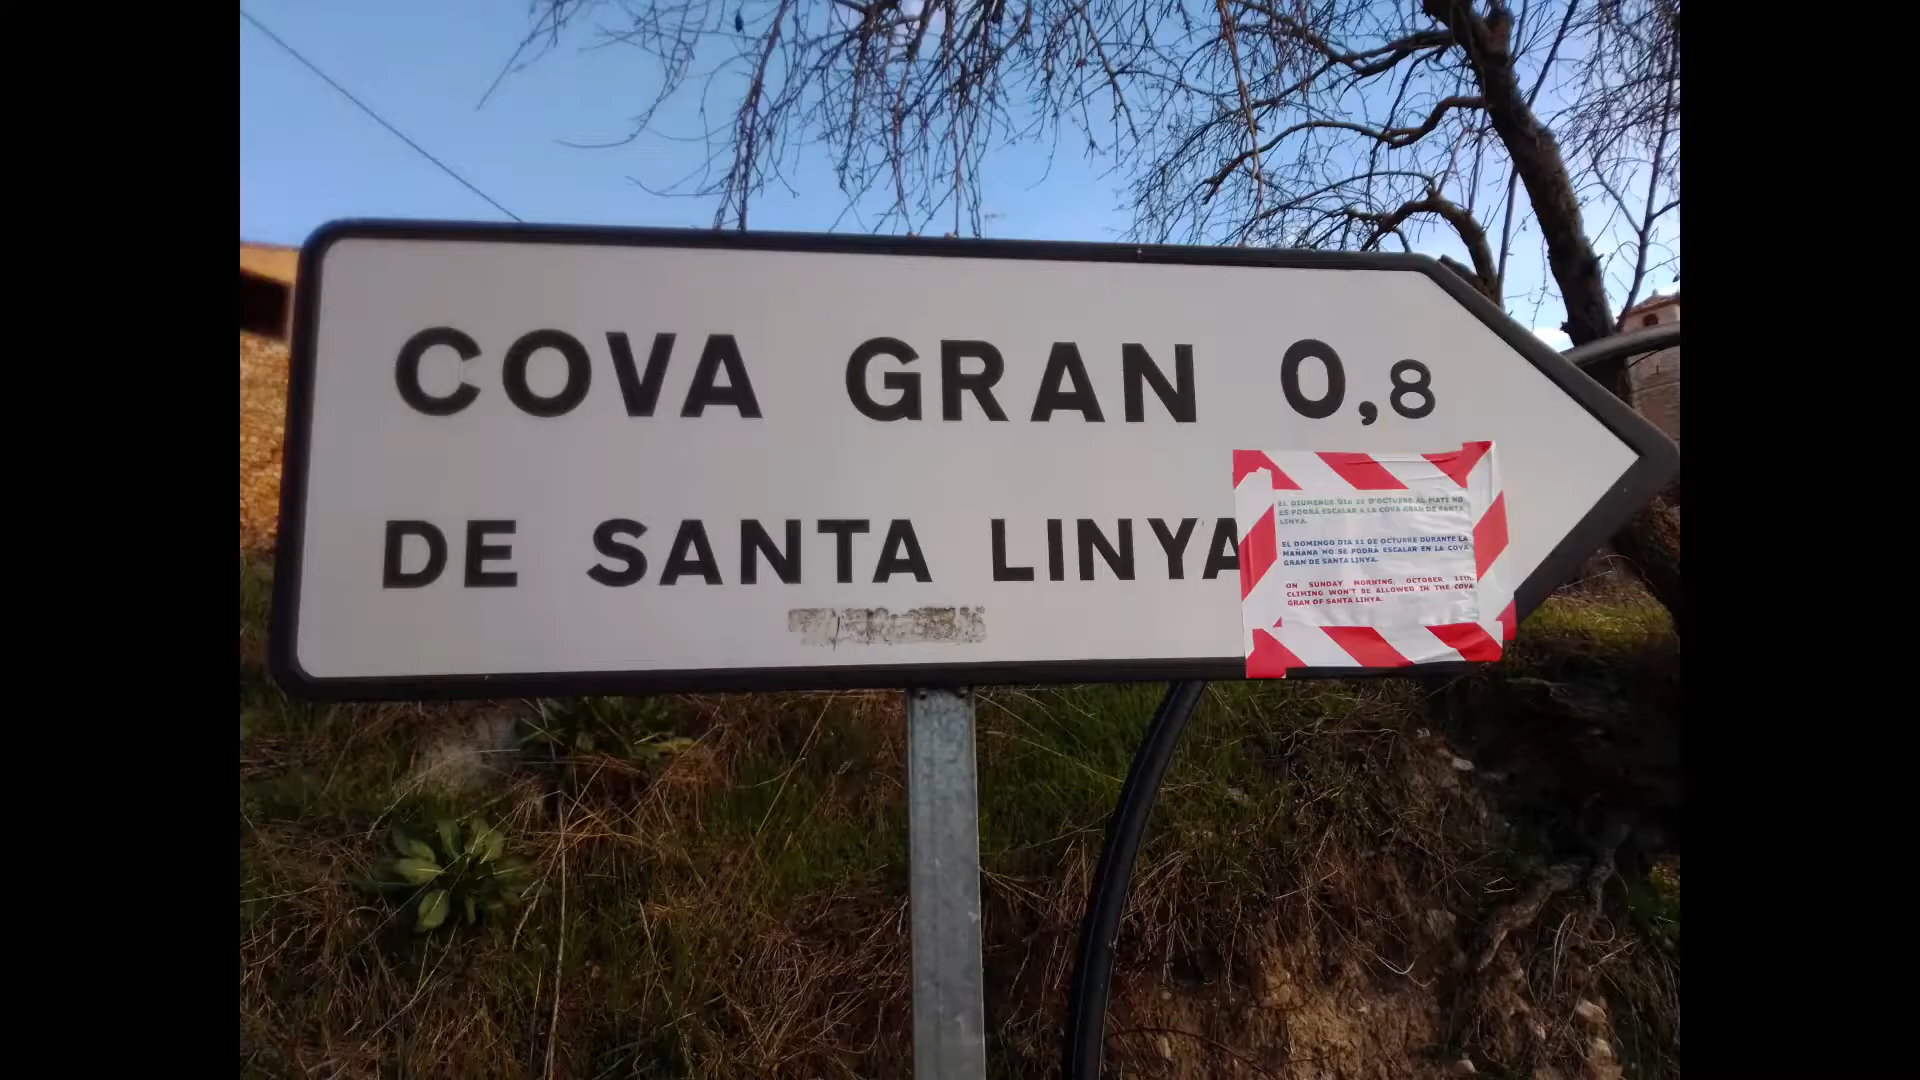 COVA GRAN 0,8
DE SANTA LINYA
EL DIUMENGE DIA 11 D'OCTUBRE AL MATI NO
ES PODRÁ ESCALAR A LA COVA GRAN DE SANTA
LINYA.
EL DOMINGO DIA 11 DE OCTUBRE DURANTE LA
MAÑANA NO SE PODRÁ ESCALAR EN LA COVA
GRAN DE SANTA LINYA.
ON SUNDAY MORNING, OCTOBER 11th,
CLIMING WON'T BE ALLOWED IN THE COVA
GRAN OF SANTA LINYA.